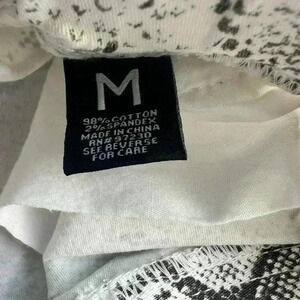 M
98% COTTON
2% SPANDEX
MADE IN CHINA
RN# 97230
SEE REVERSE
FOR CARE